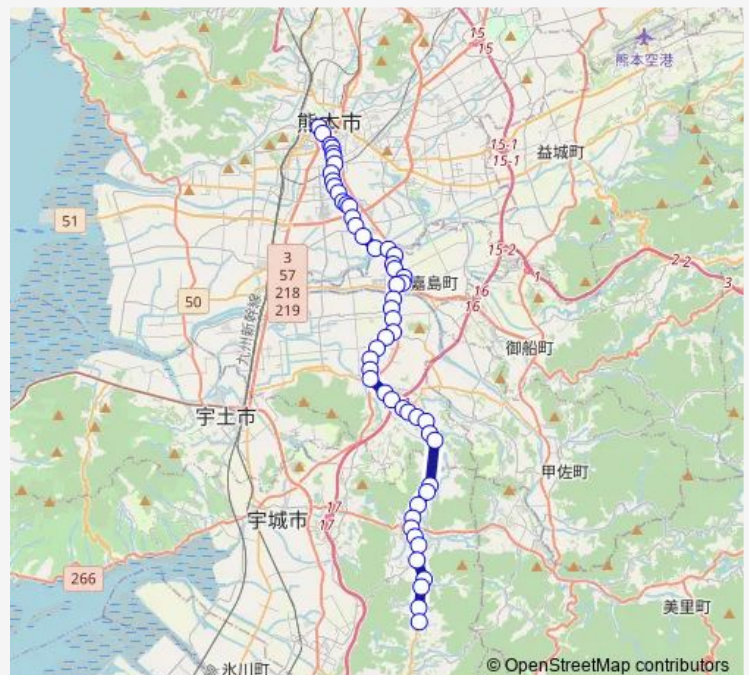 15
15
熊本空港
熊本市
15-1
15-1
益城町
51
15-2
3
57
218
219
2-2
1
3
嘉島町
50
16
16
九州新幹線
御船町
宇土市
甲佐町
17
17
宇城市
266
美里町
氷川町
© OpenStreetMap contributors